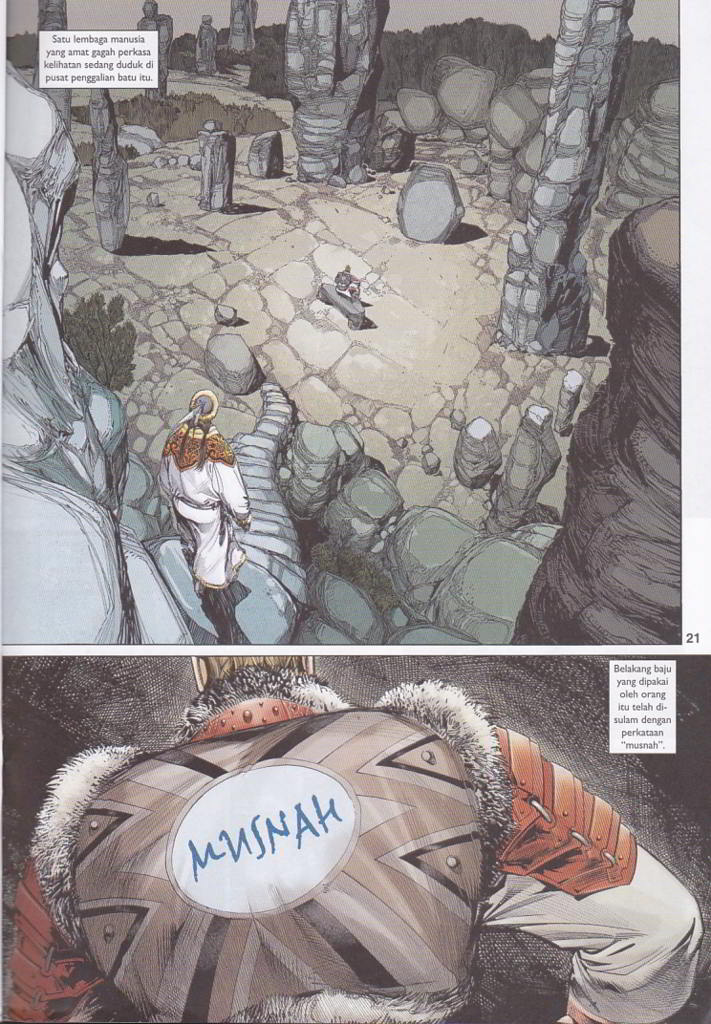 Satu lembaga manusia
yang amat gagah perkasa
kelihatan sedang duduk di
pusat penggalian batu itu.
21
Belakang baju
yang dipakai
oleh orang
itu telah di-
sulam dengan
perkataan
"musnah".
MUSNAH